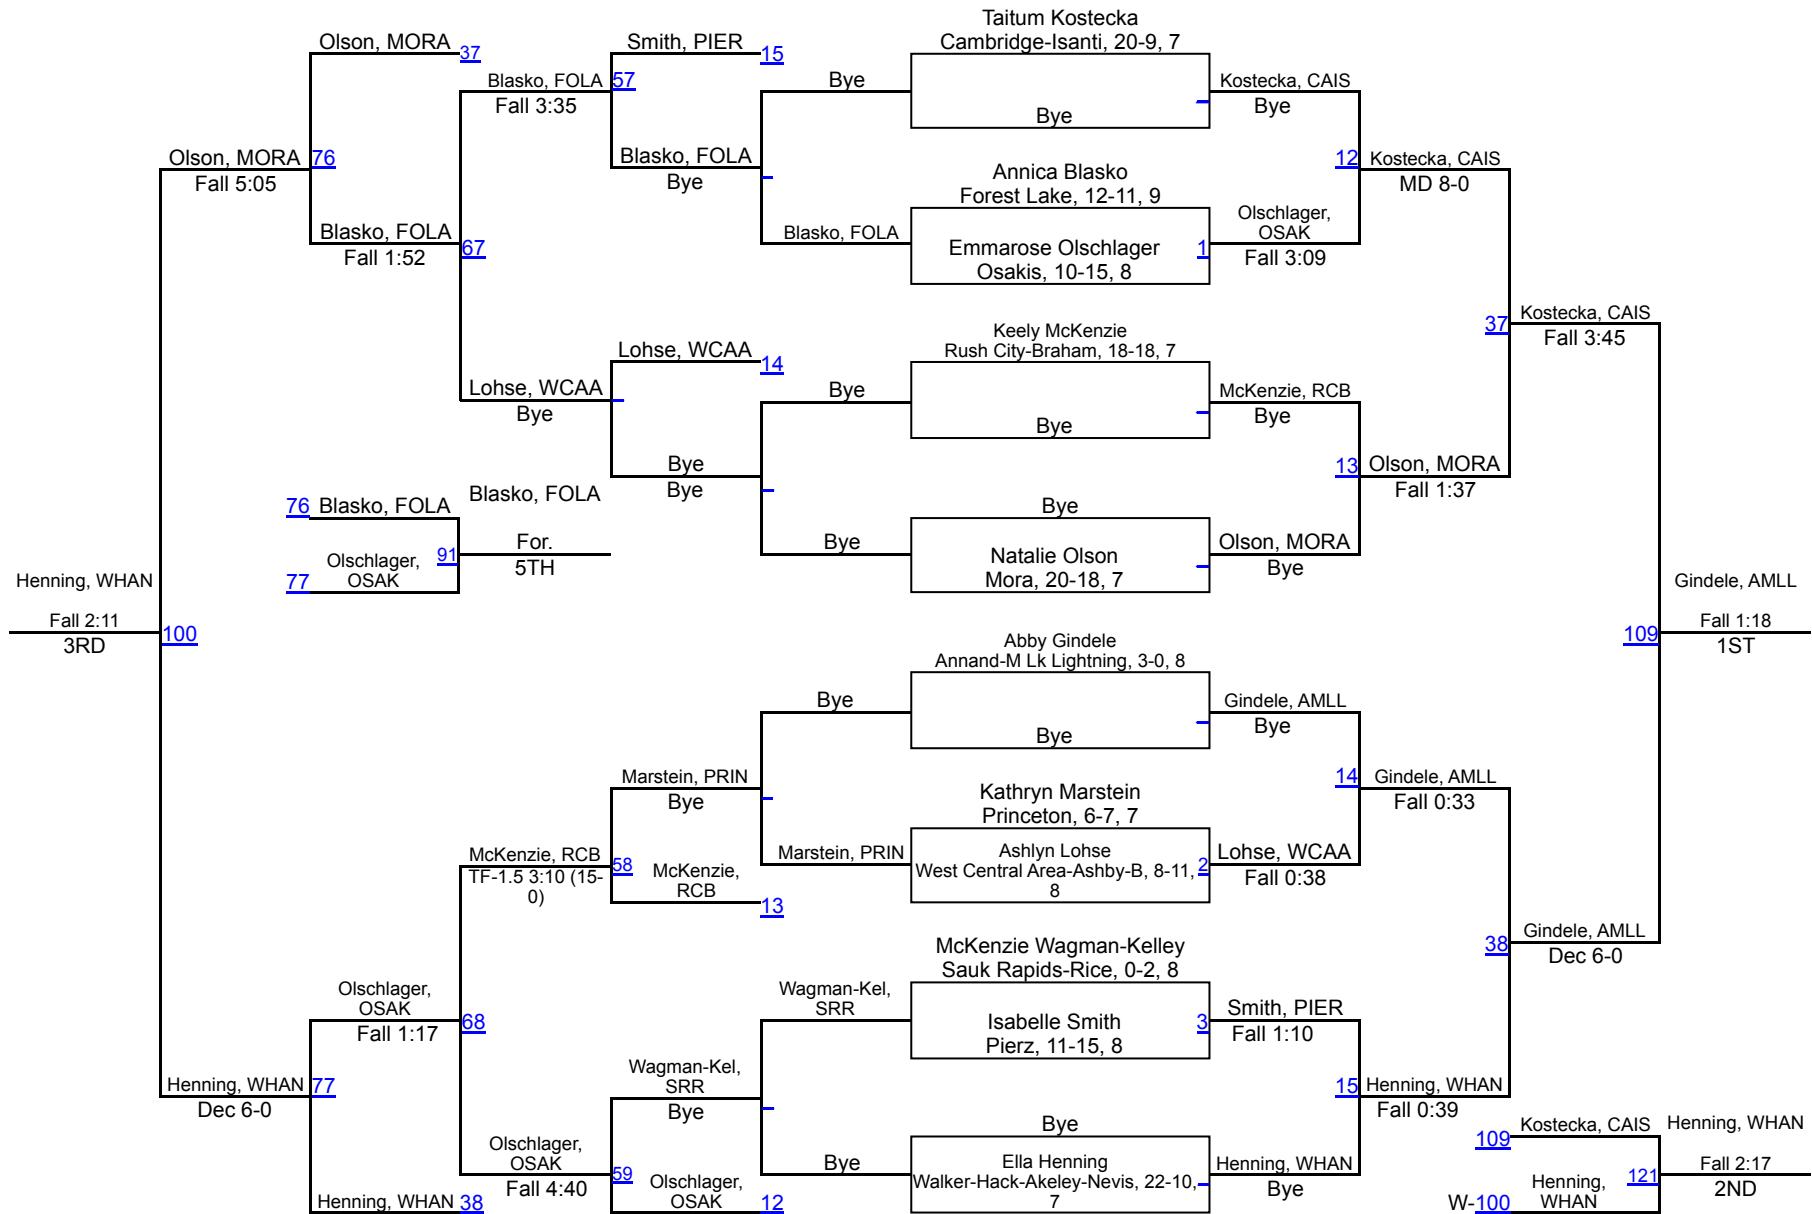 Taitum Kostecka
Cambridge-Isanti, 20-9, 7
Olson, MORA
37
Smith, PIER
15
Blasko, FOLA
57
Fall 3:35
Bye
Bye
Kostecka, CAIS
Bye
Olson, MORA
76
Fall 5:05
Blasko, FOLA
Bye
12
Kostecka, CAIS
MD 8-0
Annica Blasko
Forest Lake, 12-11, 9
Blasko, FOLA
67
Fall 1:52
Blasko, FOLA
Emmarose Olschlager
Osakis, 10-15, 8
1
Olschlager,
OSAK
Fall 3:09
37
Kostecka, CAIS
Fall 3:45
Keely McKenzie
Rush City-Braham, 18-18, 7
Lohse, WCAA
14
Lohse, WCAA
Bye
Bye
Bye
McKenzie, RCB
Bye
Bye
Bye
13
Olson, MORA
Fall 1:37
76
Blasko, FOLA
Blasko, FOLA
Olschlager,
OSAK
77
91
For.
5TH
Bye
Bye
Natalie Olson
Mora, 20-18, 7
Olson, MORA
Bye
Henning, WHAN
Fall 2:11
3RD
100
Gindele, AMLL
109
Fall 1:18
1ST
Abby Gindele
Annand-M Lk Lightning, 3-0, 8
Bye
Bye
Gindele, AMLL
Bye
Marstein, PRIN
Bye
14
Gindele, AMLL
Fall 0:33
Kathryn Marstein
Princeton, 6-7, 7
McKenzie, RCB
TF-1.5 3:10 (15-
0)
58
McKenzie,
RCB
13
Marstein, PRIN
Ashlyn Lohse
West Central Area-Ashby-B, 8-11,
8
2
Lohse, WCAA
Fall 0:38
38
Gindele, AMLL
Dec 6-0
McKenzie Wagman-Kelley
Sauk Rapids-Rice, 0-2, 8
Olschlager,
OSAK
Fall 1:17
68
Wagman-Kel,
SRR
Isabelle Smith
Pierz, 11-15, 8
3
Smith, PIER
Fall 1:10
Henning, WHAN
77
Dec 6-0
Wagman-Kel,
SRR
Bye
15
Henning, WHAN
Fall 0:39
Bye
Olschlager,
OSAK
Fall 4:40
59
Bye
Ella Henning
Walker-Hack-Akeley-Nevis, 22-10,
7
Henning, WHAN
Bye
Henning, WHAN
38
Olschlager,
OSAK
12
109
Kostecka, CAIS
Henning, WHAN
W-100
Henning,
WHAN
121
Fall 2:17
2ND